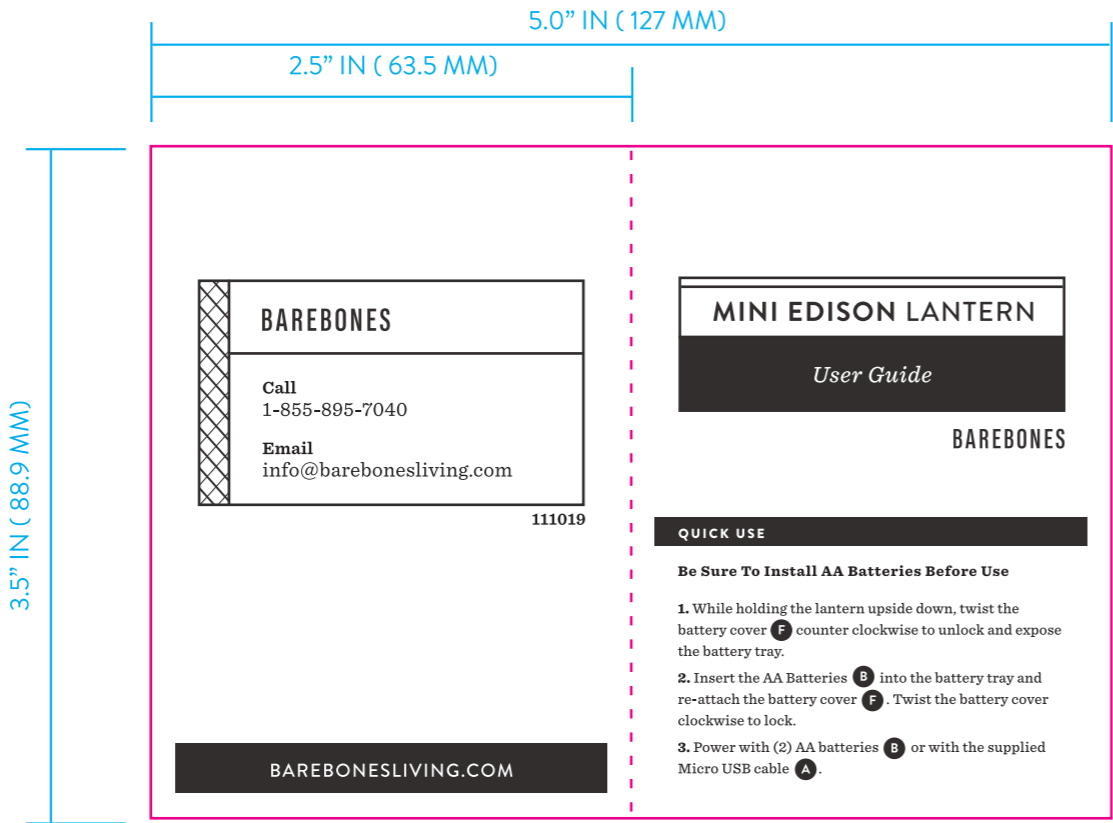 5.0” IN ( 127 MM)
2.5” IN ( 63.5 MM)
3.5” IN ( 88.9 MM)
BAREBONES
Call
1-855-895-7040
Email
info@barebonesliving.com
111019
BAREBONESLIVING.COM
MINI EDISON LANTERN
User Guide
BAREBONES
QUICK USE
Be Sure To Install AA Batteries Before Use
1. While holding the lantern upside down, twist the
battery cover F counter clockwise to unlock and expose
the battery tray.
2. Insert the AA Batteries B into the battery tray and
re-attach the battery cover F . Twist the battery cover
clockwise to lock.
3. Power with (2) AA batteries B or with the supplied
Micro USB cable A .